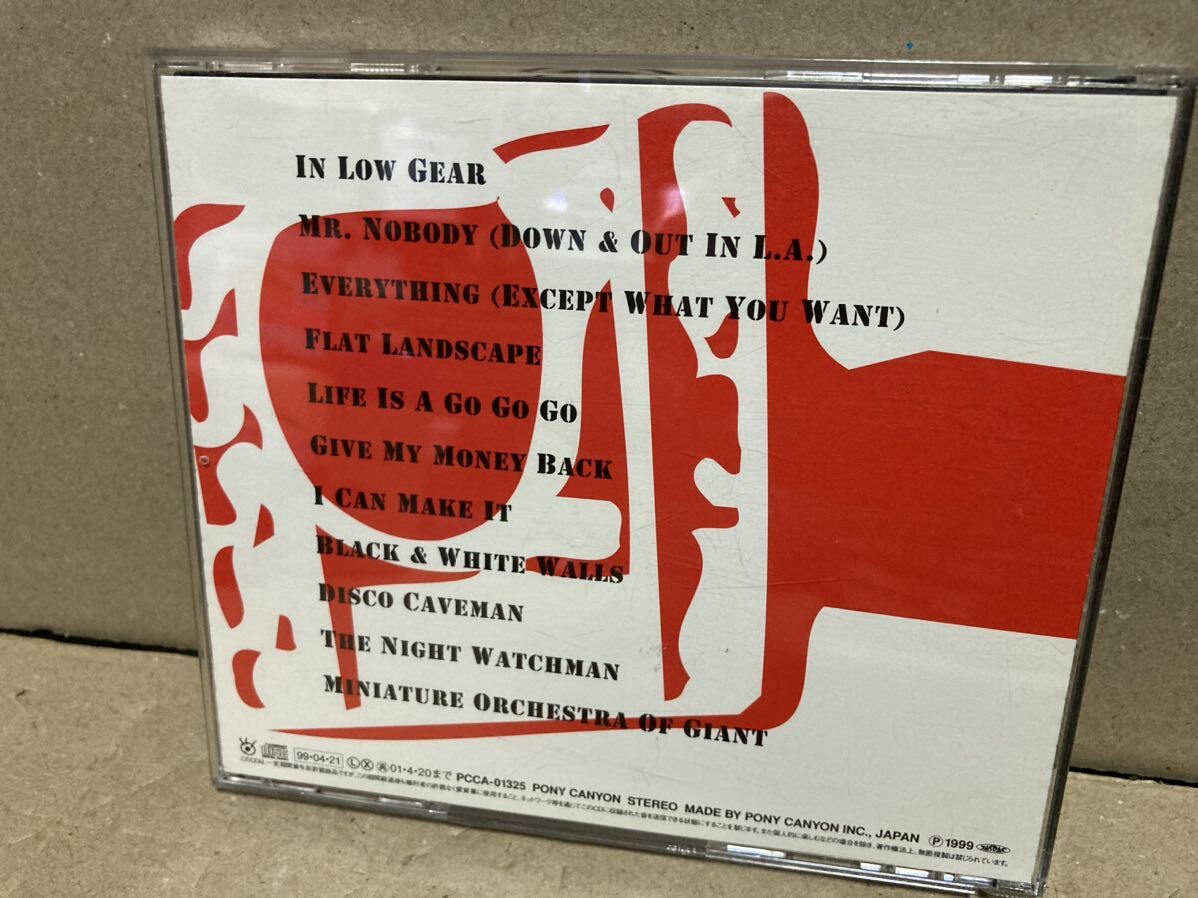 IN LOW GEAR
MR. NOBODY (DOWN & OUT IN L.A.)
EVERYTHING (EXCEPT WHAT YOU WANT)
FLAT LANDSCAPE
LIFE IS A GO GO GO
GIVE MY MONEY BACK
I CAN MAKE IT
BLACK & WHITE WALLS
DISCO CAVEMAN
THE NIGHT WATCHMAN
MINIATURE ORCHESTRA OF GIANT
99・04・21 Ⓛ Ⓧ 01・4・20まで PCCA-01325 PONY CANYON STEREO MADE BY PONY CANYON INC., JAPAN Ⓟ 1999